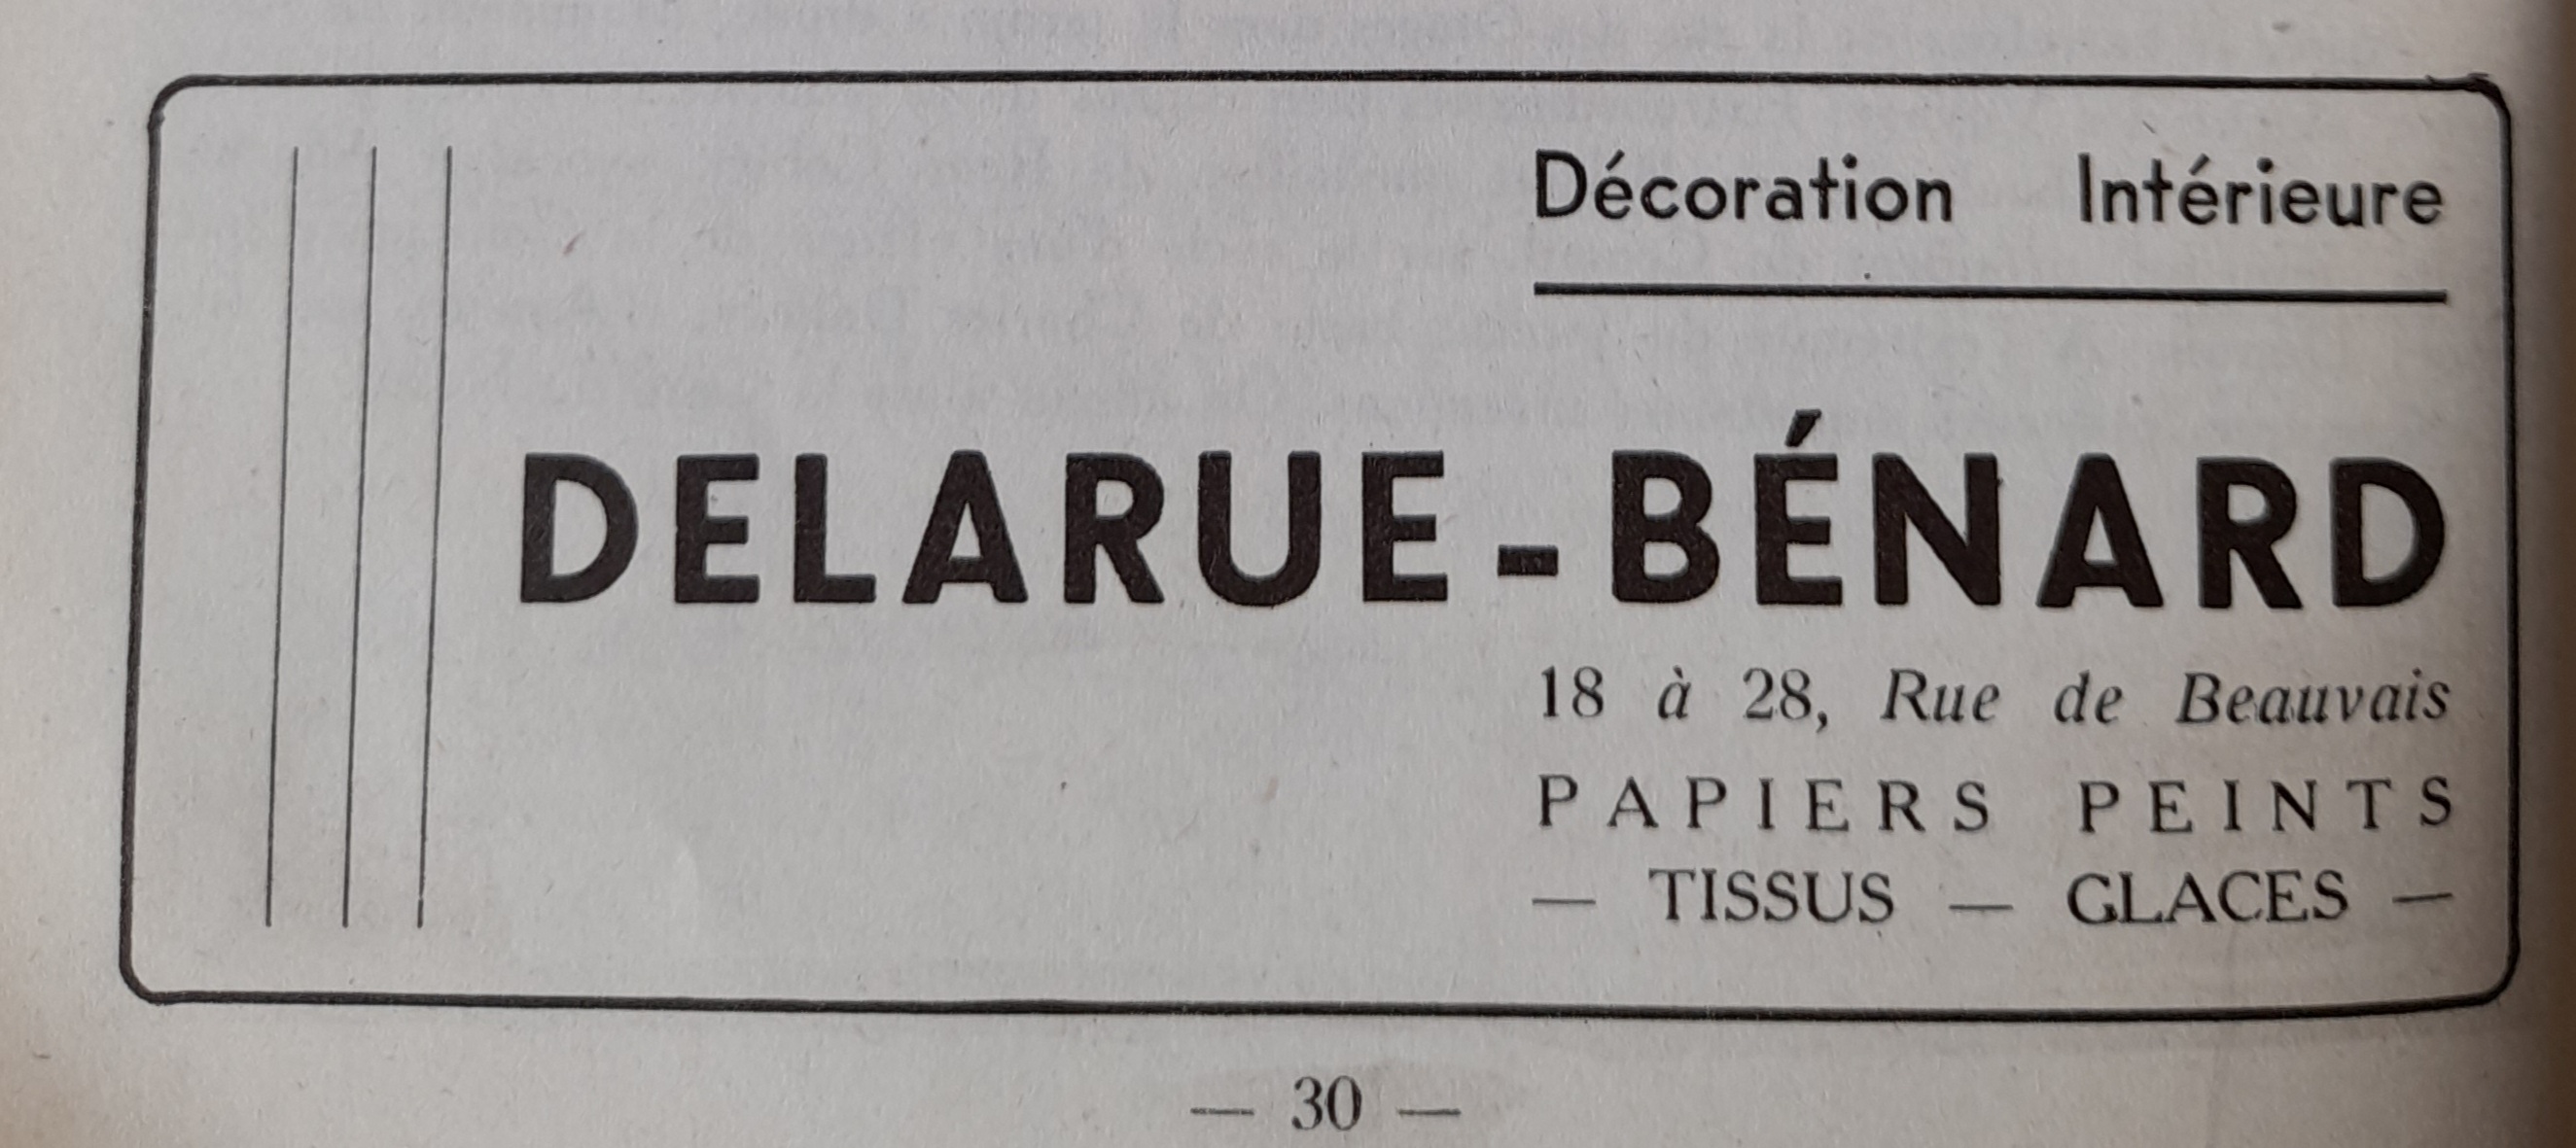 Décoration Intérieure
DELARUE-BÉNARD
18 à 28, Rue de Beauvais
PAPIERS PEINTS
— TISSUS — GLACES —
— 30 —